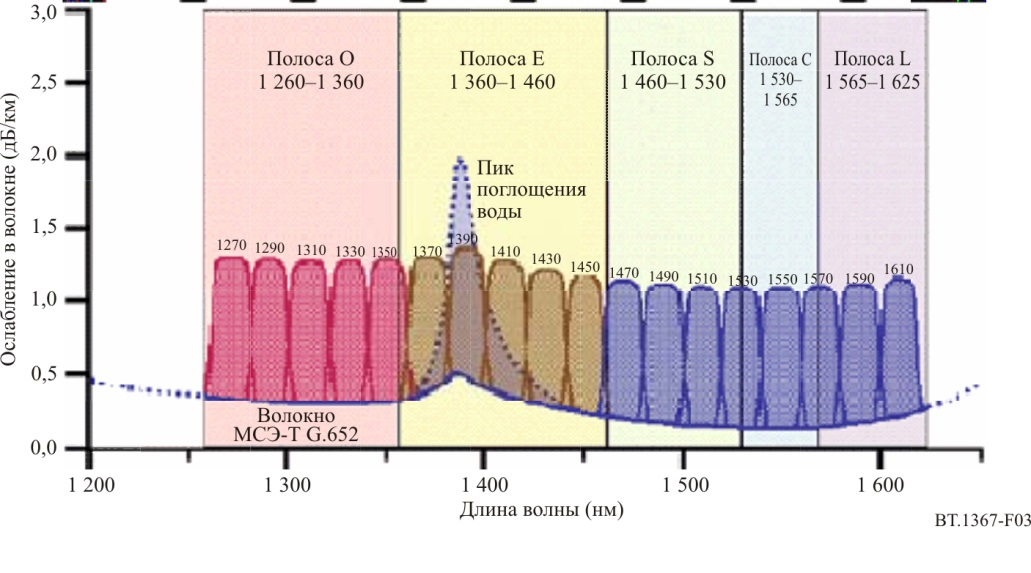 3,0
2,5
2,0
1,5
1,0
0,5
0,0
Ослабление в волокне (дБ/км)
Полоса O
1 260–1 360
Полоса E
1 360–1 460
Полоса S
1 460–1 530
Полоса C
1 530–
1 565
Полоса L
1 565–1 625
Пик
поглощения
воды
1270 1290 1310 1330 1350 1370 1390 1410 1430 1450 1470 1490 1510 1530 1550 1570 1590 1610
Волокно
МСЭ-Т G.652
1 200 1 300 1 400 1 500 1 600
Длина волны (нм)
BT.1367-F03